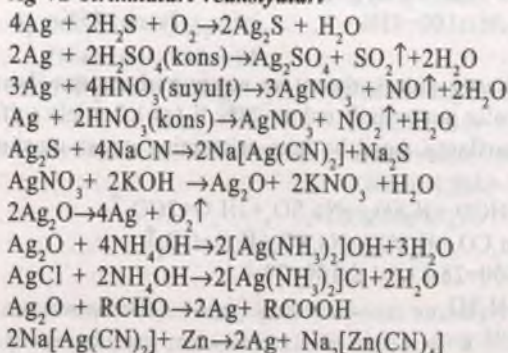 4Ag + 2H₂S + O₂→2Ag₂S + H₂O
2Ag + 2H₂SO₄(kons)→Ag₂SO₄+ SO₂↑+2H₂O
3Ag + 4HNO₃(suyult)→3AgNO₃ + NO↑+2H₂O
Ag + 2HNO₃(kons)→AgNO₃+ NO₂↑+H₂O
Ag₂S + 4NaCN→2Na[Ag(CN)₂]+Na₂S
AgNO₃+ 2KOH →Ag₂O+ 2KNO₃ +H₂O
2Ag₂O→4Ag + O₂↑
Ag₂O + 4NH₄OH→2[Ag(NH₃)₂]OH+3H₂O
AgCl + 2NH₄OH→2[Ag(NH₃)₂]Cl+2H₂O
Ag₂O + RCHO→2Ag+ RCOOH
2Na[Ag(CN)₂]+ Zn→2Ag+ Na₂[Zn(CN)₄]